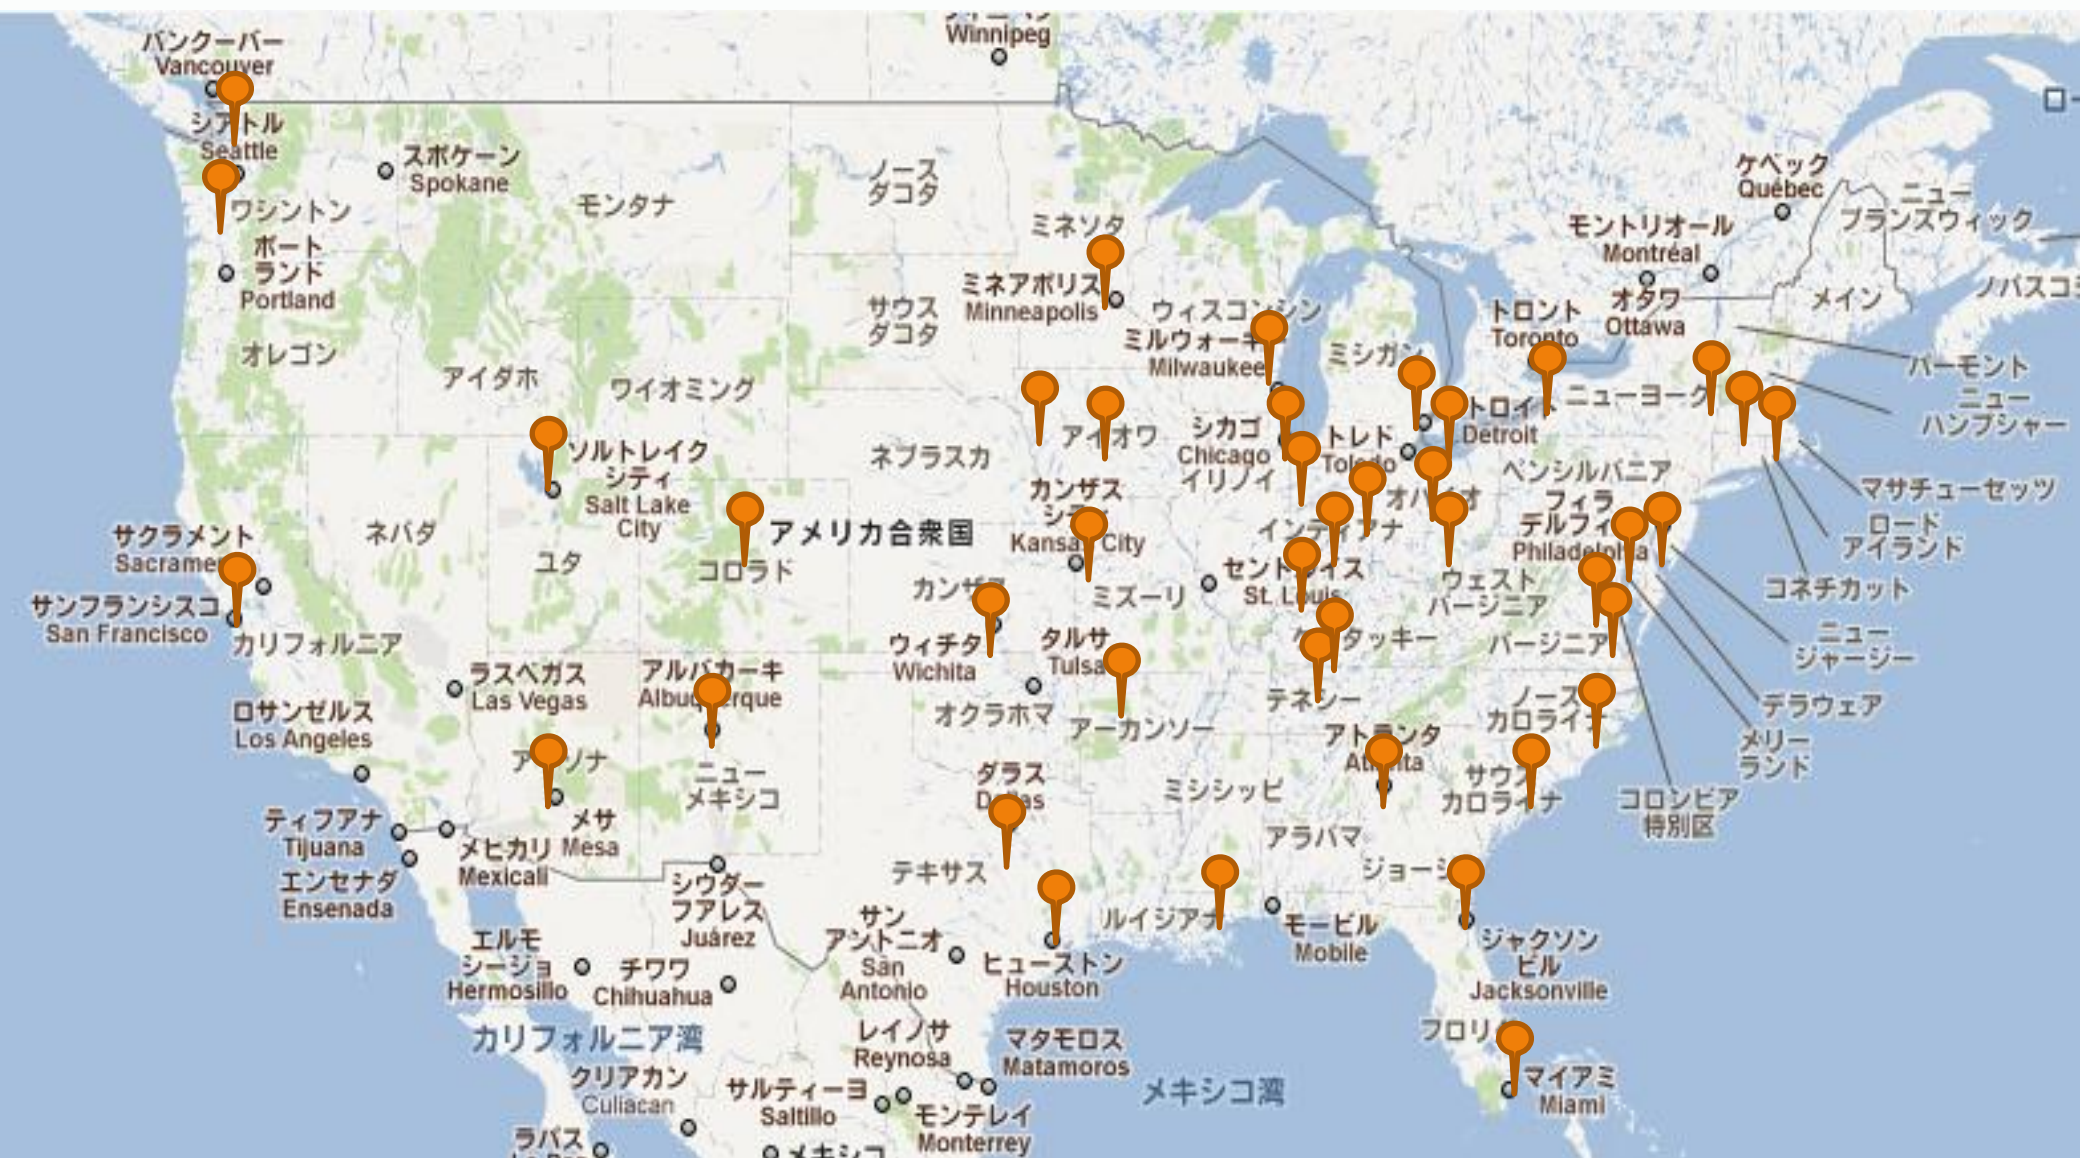 バンクーバー
Vancouver
Winnipeg
シアトル
Seattle
スポケーン
Spokane
ワシントン
ポート
ランド
Portland
モンタナ
ノース
ダコタ
サウス
ダコタ
ミネソタ
ミネアポリス
Minneapolis
ウィスコンシン
Milwaukee
ミシガン
トロント
Toronto
オタワ
Ottawa
モントリオール
Montréal
ケベック
Québec
ニュー
ブランズウィック
メイン
バーモント
ニュー
ハンプシャー
ニューヨーク
マサチューセッツ
ロード
アイランド
コネチカット
ニュー
ジャージー
デラウェア
メリー
ランド
コロンビア
特別区
オレゴン
アイダホ
ワイオミング
ネブラスカ
シカゴ
Chicago
イリノイ
トレド
Detroit
ペンシルバニア
フィラ
Philadelphia
ソルトレイク
シティ
Salt Lake
City
ネバダ
ユタ
コロラド
アメリカ合衆国
カンザス
City
ミズーリ
St. Louis
ウェスト
バージニア
バージニア
サクラメント
サンフランシスコ
San Francisco
カリフォルニア
ウィチタ
Wichita
タルサ
Tulsa
ラスベガス
Las Vegas
アルバカーキ
ロサンゼルス
Los Angeles
オクラホマ
アーカンソー
テネシー
ノース
カロライナ
サウス
カロライナ
アトランタ
ミシシッピ
アラバマ
ニュー
メキシコ
ダラス
ティファナ
Tijuana
メヒカリ
Mexicali
メサ
Mesa
エンセナダ
Ensenada
シウダー
フアレス
Juárez
テキサス
サン
アントニオ
San
Antonio
ヒューストン
Houston
ルイジアナ
モービル
Mobile
ジャクソン
ビル
Jacksonville
エルモ
シージョ
Hermosillo
チワワ
Chihuahua
カリフォルニア湾
レイノサ
Reynosa
マタモロス
Matamoros
クリアカン
Culiacan
サルティーヨ
Saltillo
モンテレイ
Monterrey
メキシコ湾
マイアミ
Miami
ラパス
メキシコ